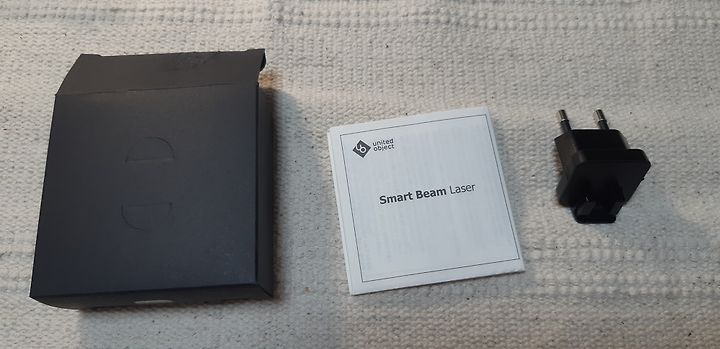 united
object
Smart Beam Laser